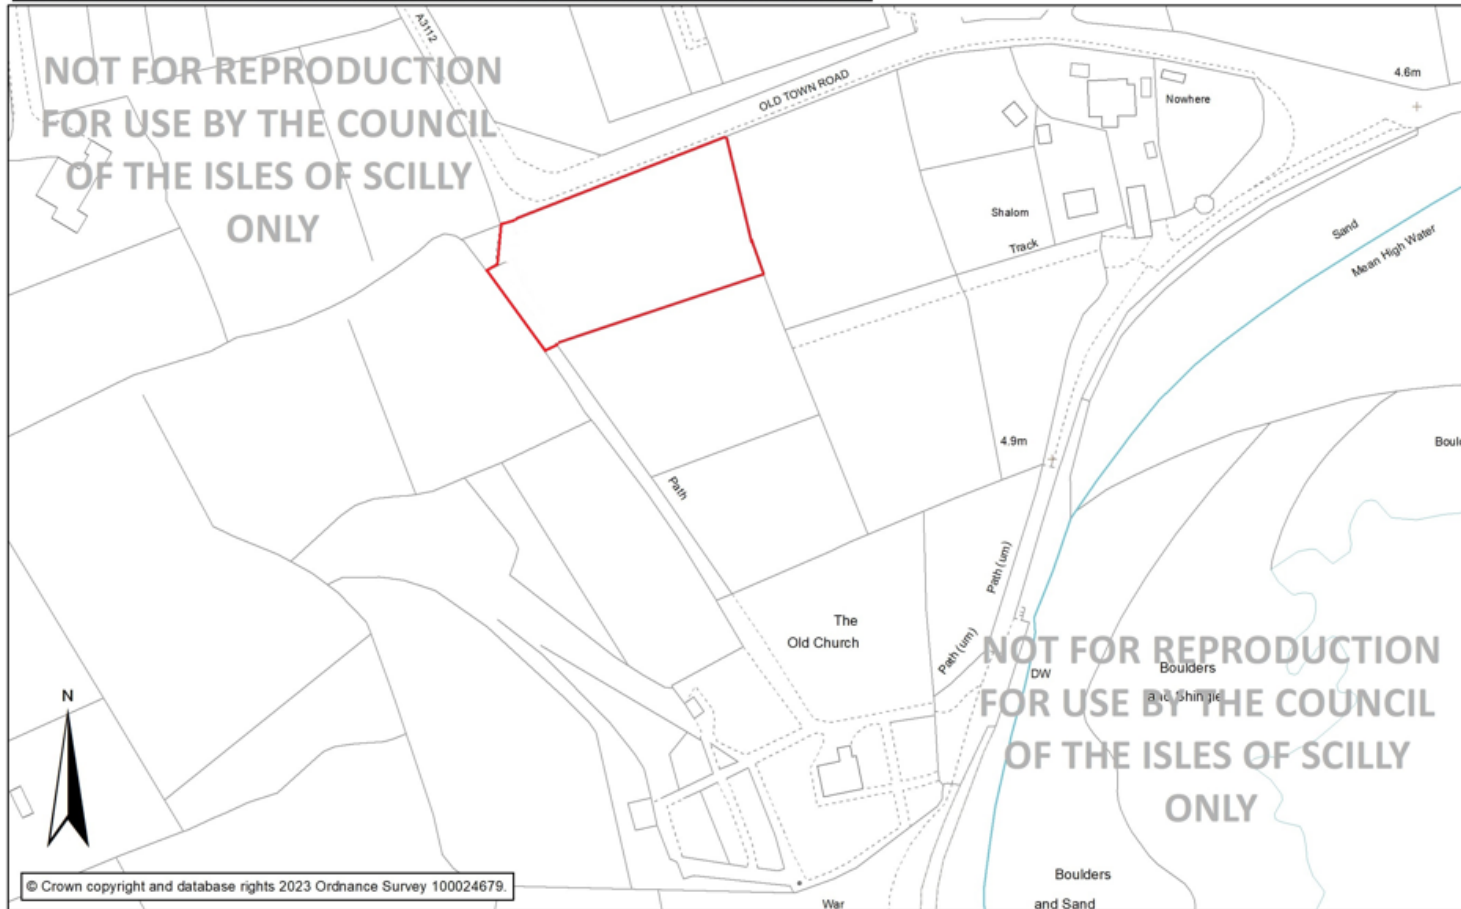 A3112
NOT FOR REPRODUCTION
FOR USE BY THE COUNCIL
OF THE ISLES OF SCILLY
ONLY
OLD TOWN ROAD
4.6m
Nowhere
Shalom
Track
Sand
Mean High Water
4.9m
Path
Path (um)
The
Old Church
Path (um)
NOT FOR REPRODUCTION
FOR USE BY THE COUNCIL
OF THE ISLES OF SCILLY
ONLY
DW
Boulders
and Shingle
N
Boulders
and Sand
War
© Crown copyright and database rights 2023 Ordnance Survey 100024679.